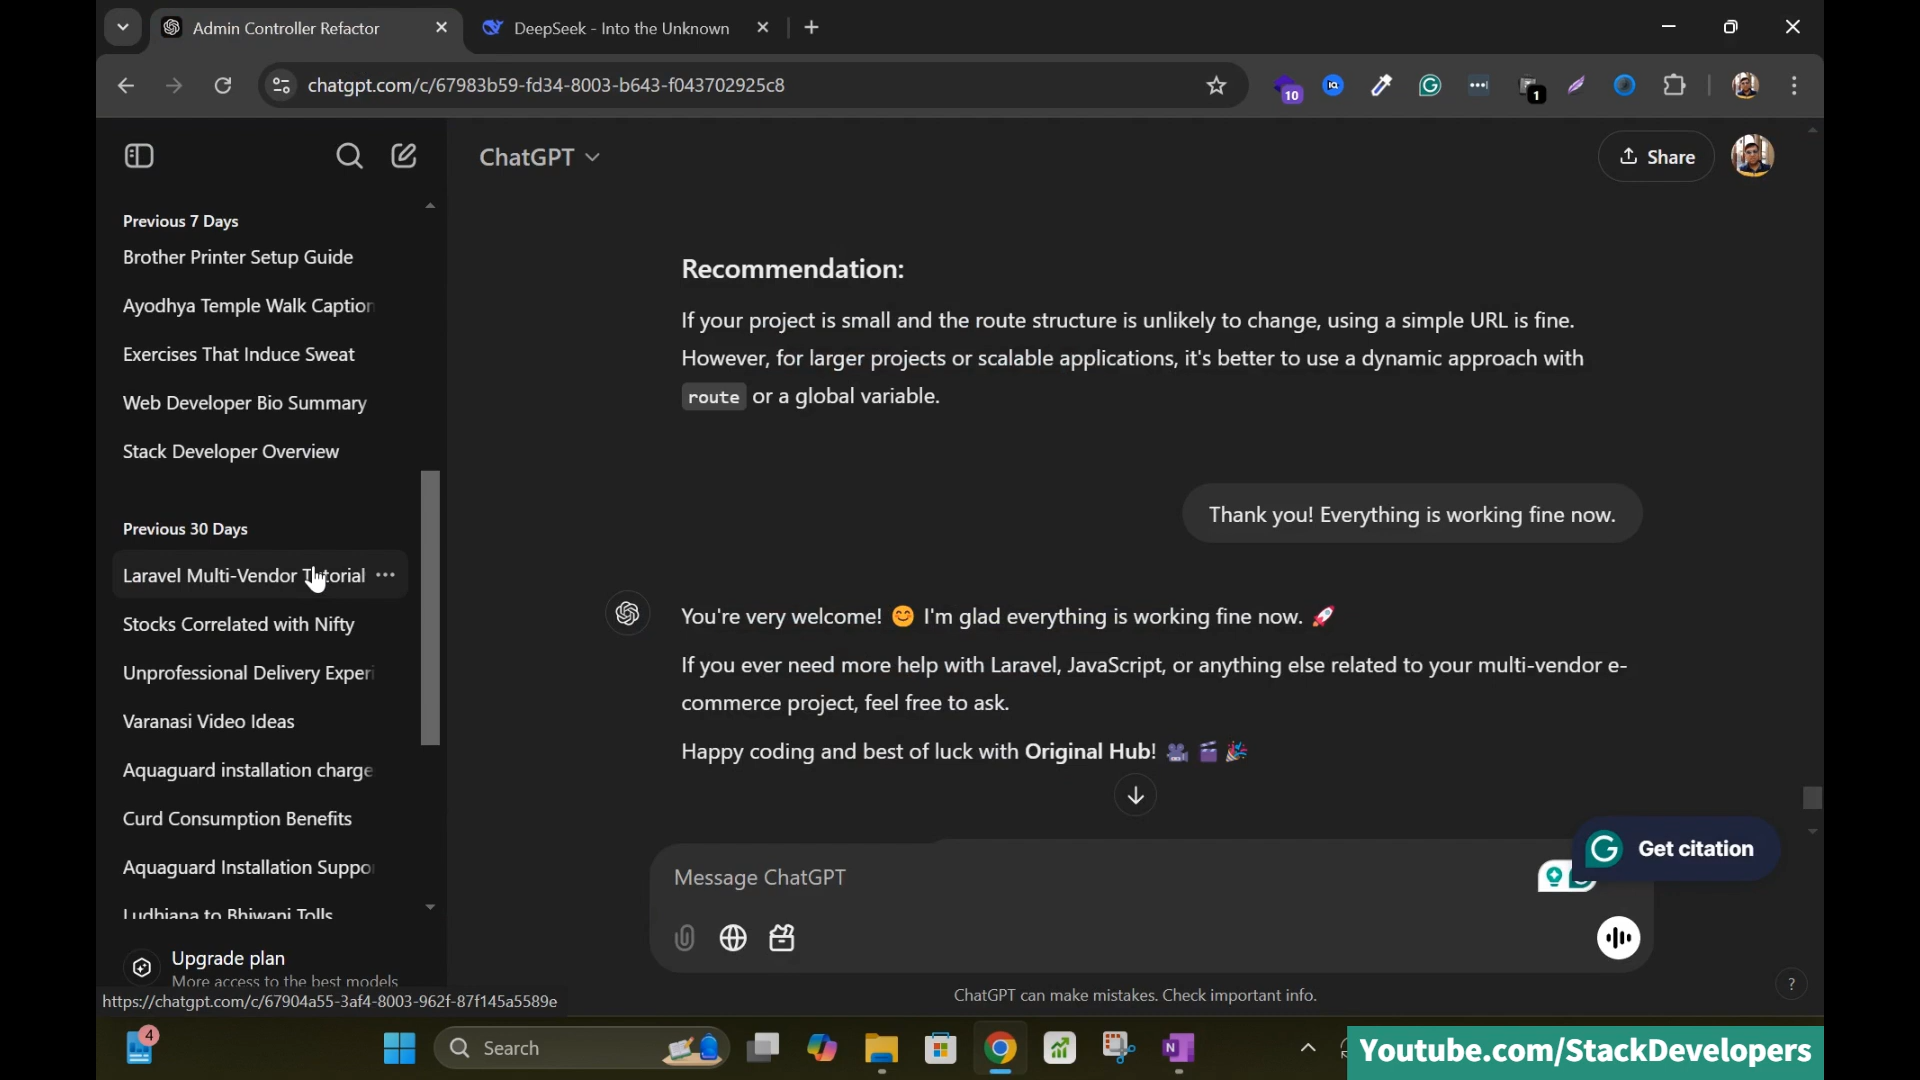 Admin Controller Refactor
DeepSeek - Into the Unknown
chatgpt.com/c/67983b59-fd34-8003-b643-f043702925c8
10
1
ChatGPT
Share
Previous 7 Days
Brother Printer Setup Guide
Ayodhya Temple Walk Caption
Exercises That Induce Sweat
Web Developer Bio Summary
Stack Developer Overview
Previous 30 Days
Laravel Multi-Vendor Tutorial
Stocks Correlated with Nifty
Unprofessional Delivery Experi
Varanasi Video Ideas
Aquaguard installation charge
Curd Consumption Benefits
Aquaguard Installation Suppo
Ludhiana to Bhiwani Tolls
Upgrade plan
More access to the best models
https://chatgpt.com/c/67904a55-3af4-8003-962f-87f145a5589e
Recommendation:
If your project is small and the route structure is unlikely to change, using a simple URL is fine.
However, for larger projects or scalable applications, it's better to use a dynamic approach with
route or a global variable.
Thank you! Everything is working fine now.
You're very welcome! 😊 I'm glad everything is working fine now. 🚀
If you ever need more help with Laravel, JavaScript, or anything else related to your multi-vendor e-
commerce project, feel free to ask.
Happy coding and best of luck with Original Hub! 🎥 🎬 🎉
Get citation
Message ChatGPT
ChatGPT can make mistakes. Check important info.
?
4
Search
Youtube.com/StackDevelopers